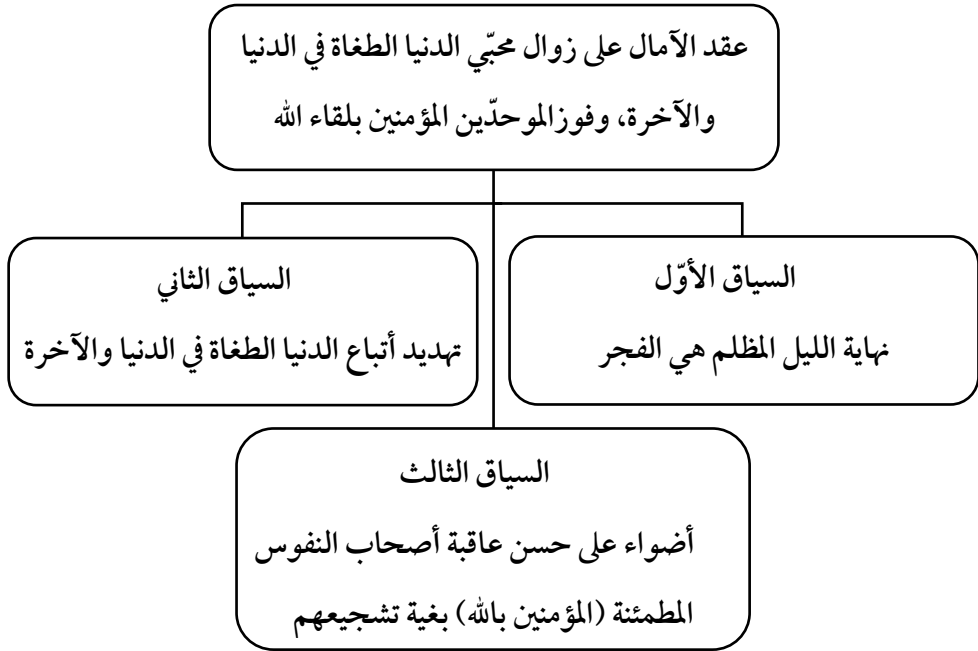 عقد الآمال على زوال محبّي الدنيا الطغاة في الدنيا
والآخرة، وفوزالموحدّين المؤمنين بلقاء الله
السياق الأوّل
نهاية الليل المظلم هي الفجر
السياق الثاني
تهديد أتباع الدنيا الطغاة في الدنيا والآخرة
السياق الثالث
أضواء على حسن عاقبة أصحاب النفوس
المطمئنة (المؤمنين بالله) بغية تشجيعهم